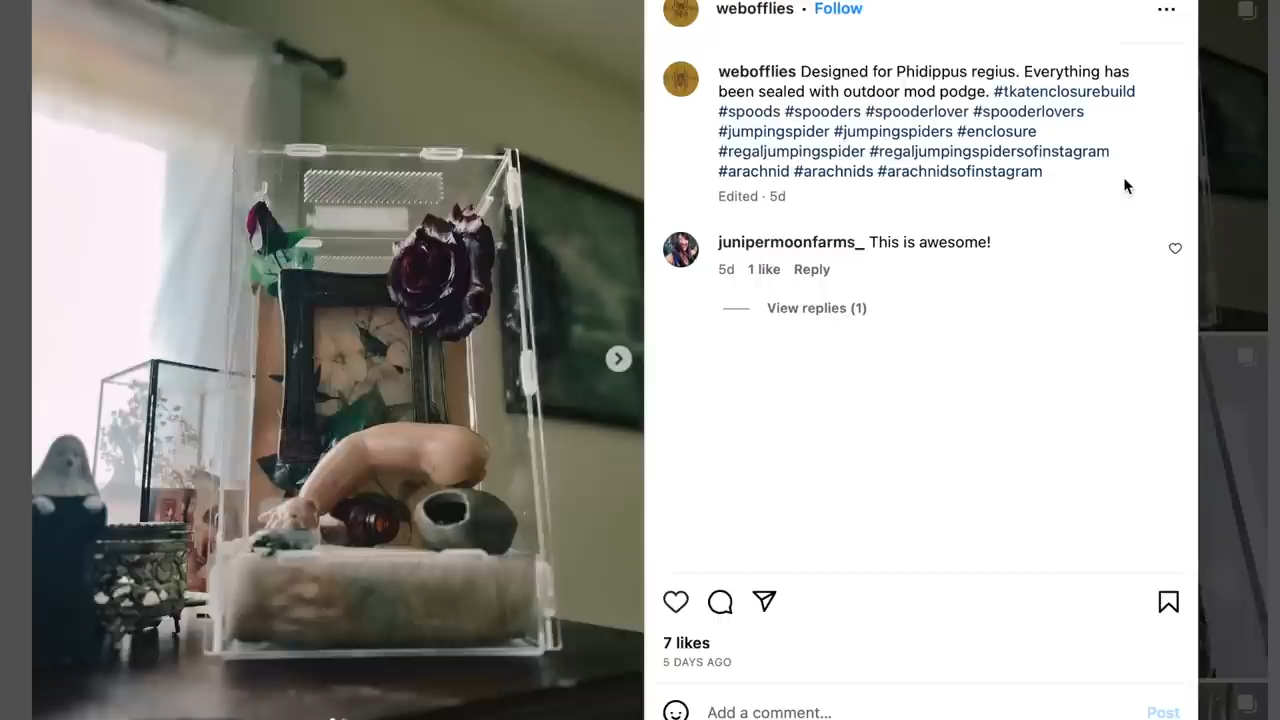 webofflies • Follow
webofflies Designed for Phidippus regius. Everything has
been sealed with outdoor mod podge. #tkatenclosurebuild
#spoods #spooders #spooderlover #spooderlovers
#jumpingspider #jumpingspiders #enclosure
#regaljumpingspider #regaljumpingspidersofinstagram
#arachnid #arachnids #arachnidsofinstagram
Edited · 5d
junipermoonfarms_ This is awesome!
5d 1 like Reply
View replies (1)
7 likes
5 DAYS AGO
Add a comment...
Post